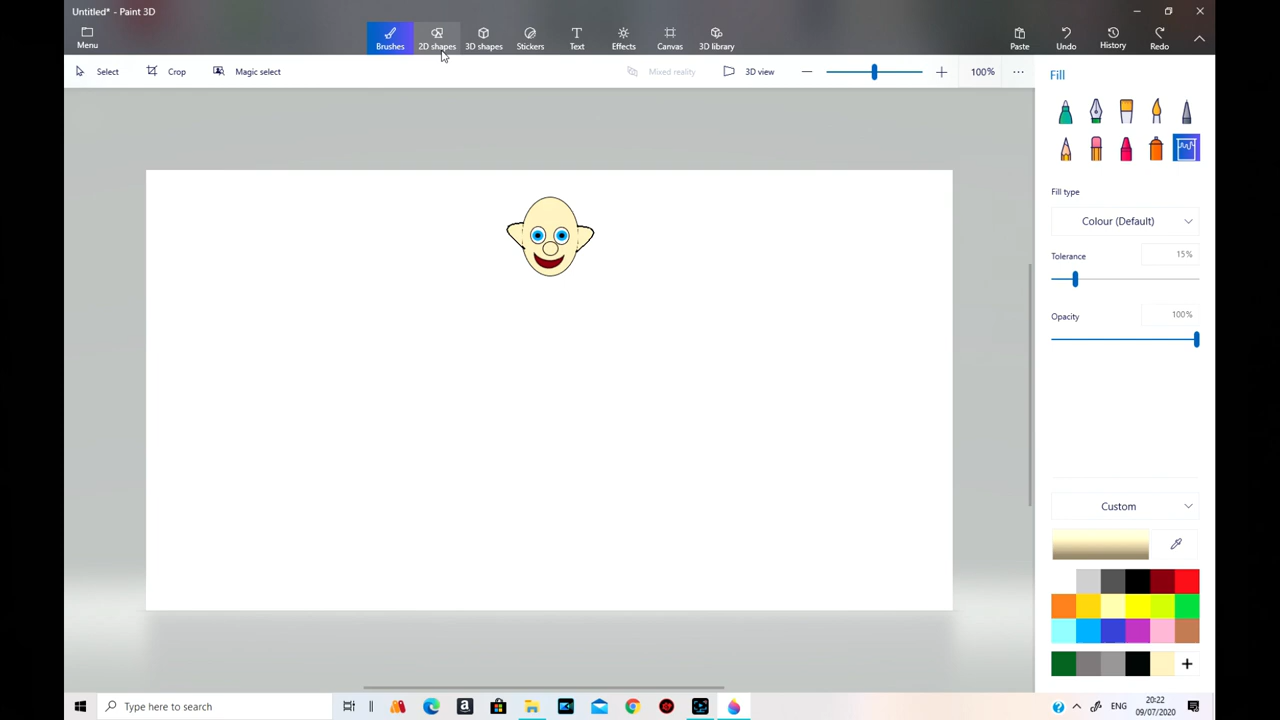 Untitled* - Paint 3D
Menu
Brushes
2D shapes
3D shapes
Stickers
Text
Effects
Canvas
3D library
Paste
Undo
History
Redo
Select
Crop
Magic select
Mixed reality
3D view
100%
Fill
Fill type
Colour (Default)
Tolerance
15%
Opacity
100%
Custom
Type here to search
ENG
20:22
09/07/2020